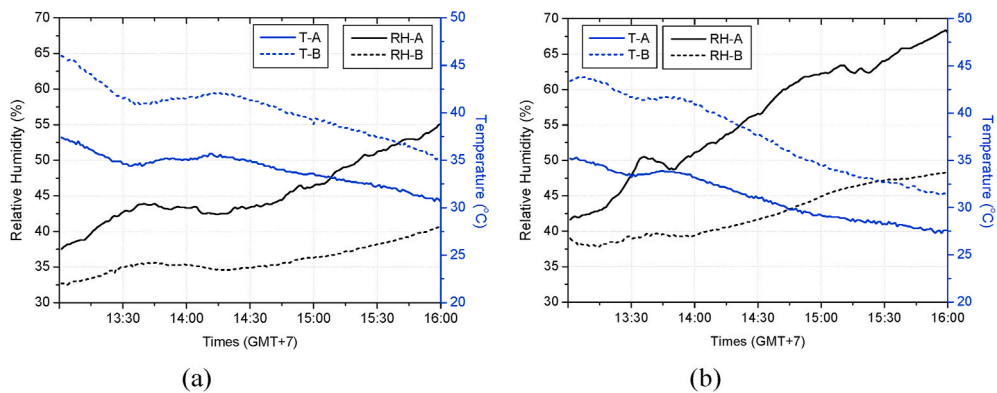 70
65
60
55
50
45
40
35
30
Relative Humidity (%)
T-A
T-B
RH-A
RH-B
50
45
40
35
30
25
20
Temperature (°C)
13:30 14:00 14:30 15:00 15:30 16:00
Times (GMT+7)
(a)
70
65
60
55
50
45
40
35
30
Relative Humidity (%)
T-A
T-B
RH-A
RH-B
50
45
40
35
30
25
20
Temperature (°C)
13:30 14:00 14:30 15:00 15:30 16:00
Times (GMT+7)
(b)